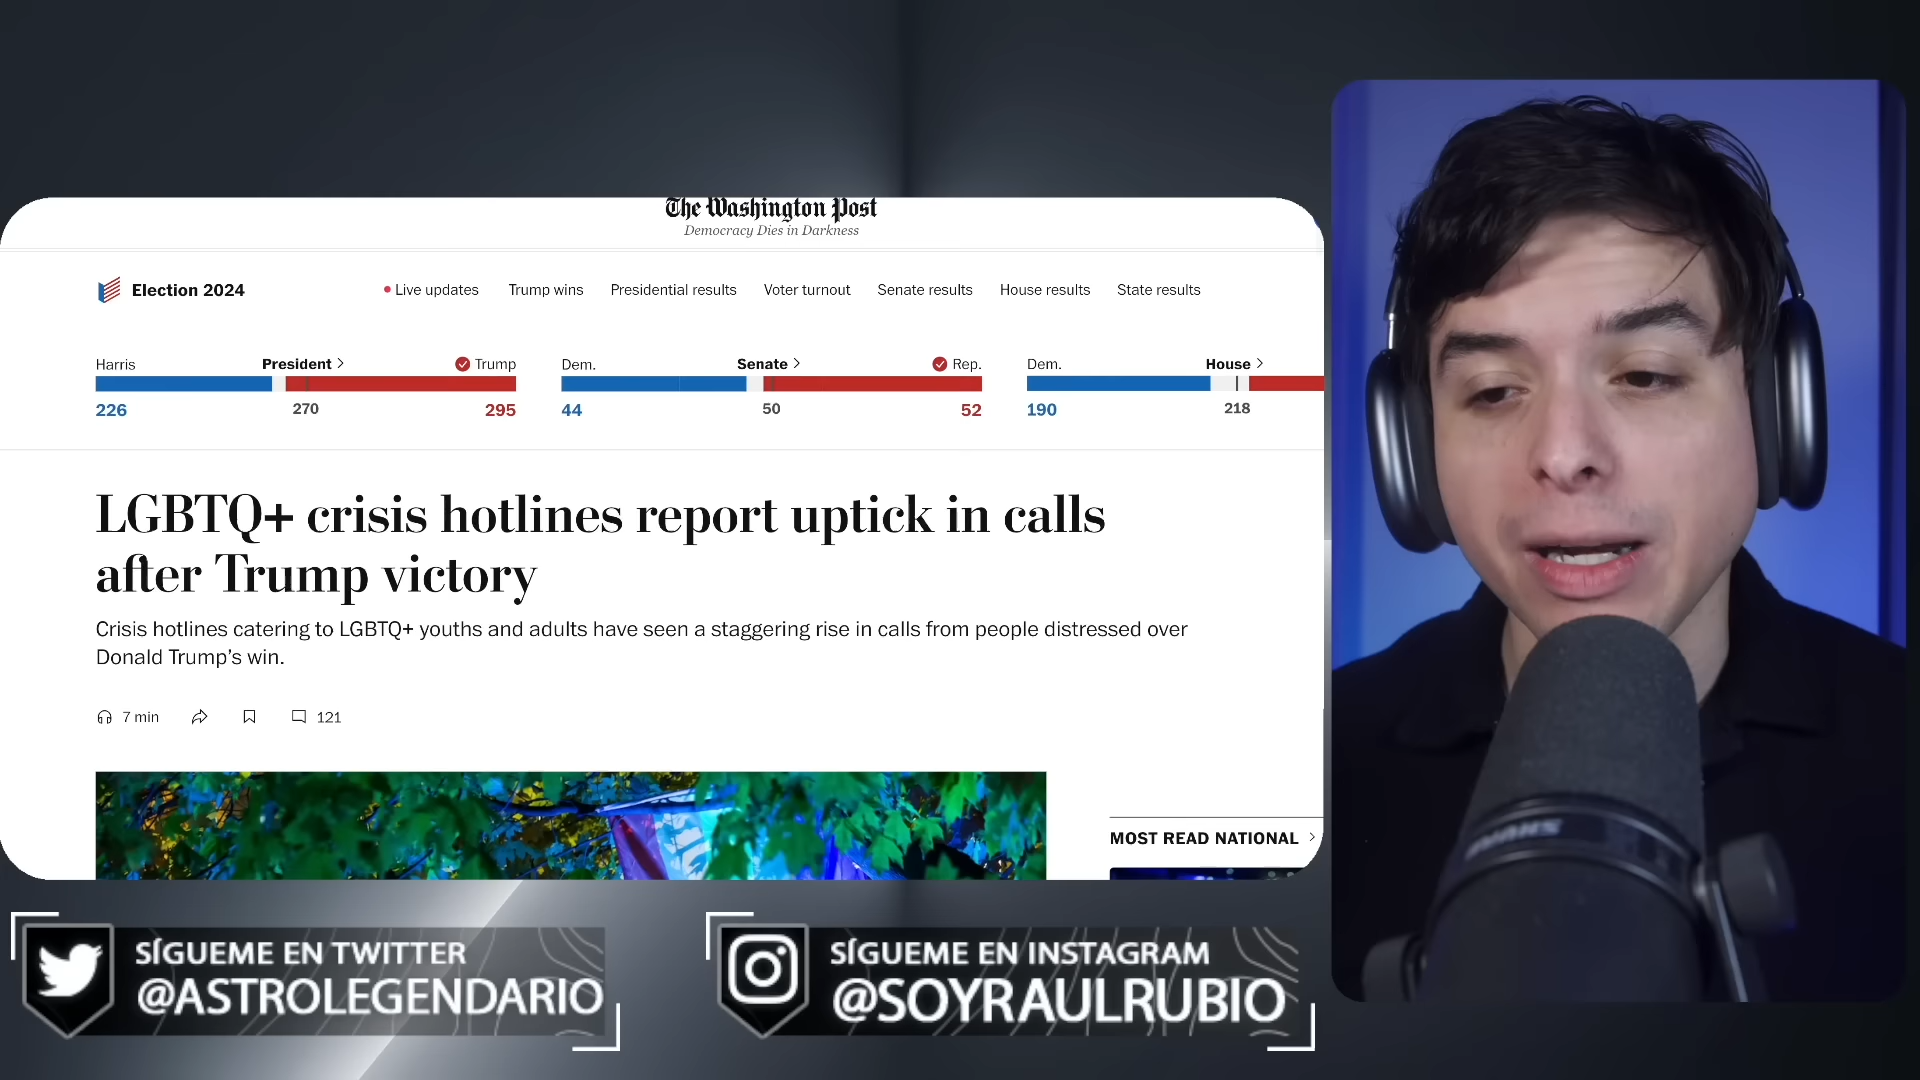 The Washington Post
Democracy Dies in Darkness
Election 2024
Live updates
Trump wins
Presidential results
Voter turnout
Senate results
House results
State results
Harris
President
Trump
226
270
295
Dem.
Senate
Rep.
44
50
52
Dem.
House
190
218
LGBTQ+ crisis hotlines report uptick in calls
after Trump victory
Crisis hotlines catering to LGBTQ+ youths and adults have seen a staggering rise in calls from people distressed over
Donald Trump’s win.
7 min
121
MOST READ NATIONAL
SÍGUEME EN TWITTER
@ASTROLEGENDARIO
SÍGUEME EN INSTAGRAM
@SOYRAULRUBIO